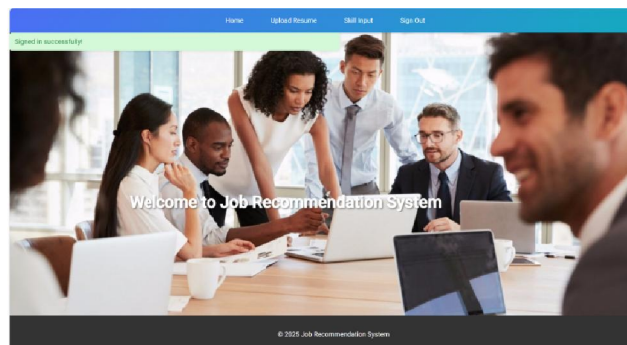 Home Upload Resume Skill Input Sign Out
Signed in successfully!
Welcome to Job Recommendation System
© 2025 Job Recommendation System